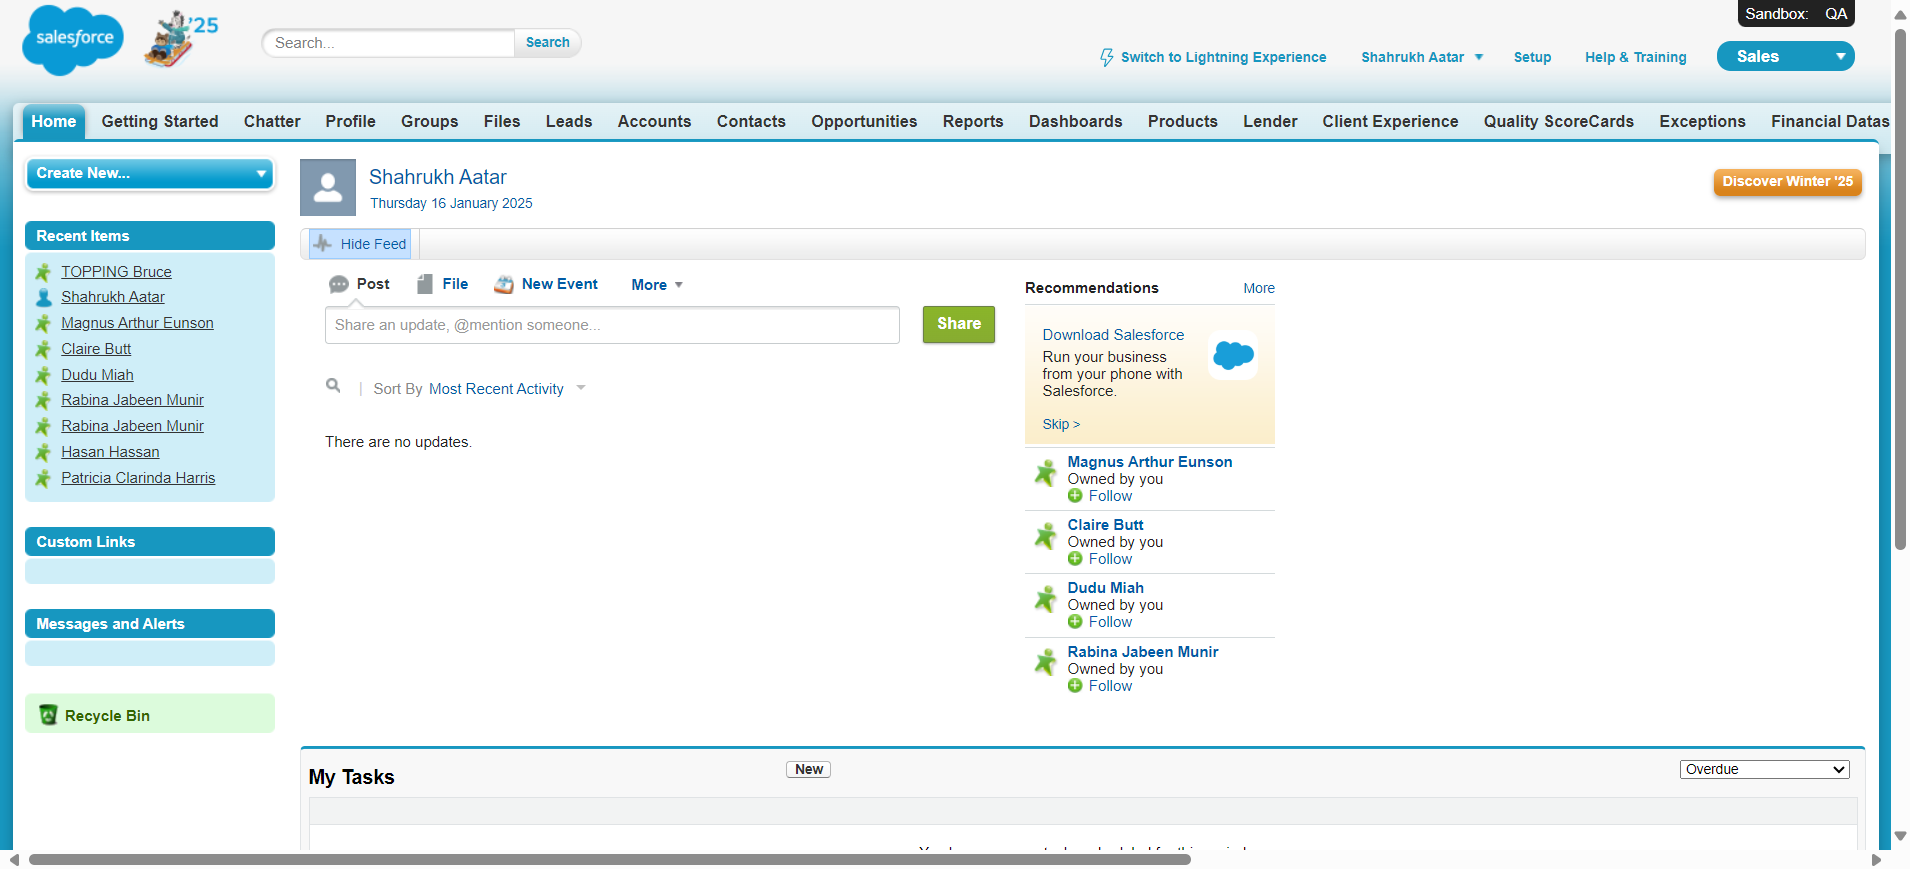 Sandbox: QA
salesforce
'25
Search...
Search
Switch to Lightning Experience
Shahrukh Aatar
Setup
Help & Training
Sales
Home
Getting Started
Chatter
Profile
Groups
Files
Leads
Accounts
Contacts
Opportunities
Reports
Dashboards
Products
Lender
Client Experience
Quality ScoreCards
Exceptions
Financial Datas
Create New...
Recent Items
TOPPING Bruce
Shahrukh Aatar
Magnus Arthur Eunson
Claire Butt
Dudu Miah
Rabina Jabeen Munir
Rabina Jabeen Munir
Hasan Hassan
Patricia Clarinda Harris
Custom Links
Messages and Alerts
Recycle Bin
Shahrukh Aatar
Thursday 16 January 2025
Discover Winter '25
Hide Feed
Post
File
New Event
More
Share an update, @mention someone...
Share
| Sort By Most Recent Activity
There are no updates.
Recommendations
More
Download Salesforce
Run your business
from your phone with
Salesforce.
Skip >
Magnus Arthur Eunson
Owned by you
Follow
Claire Butt
Owned by you
Follow
Dudu Miah
Owned by you
Follow
Rabina Jabeen Munir
Owned by you
Follow
My Tasks
New
Overdue